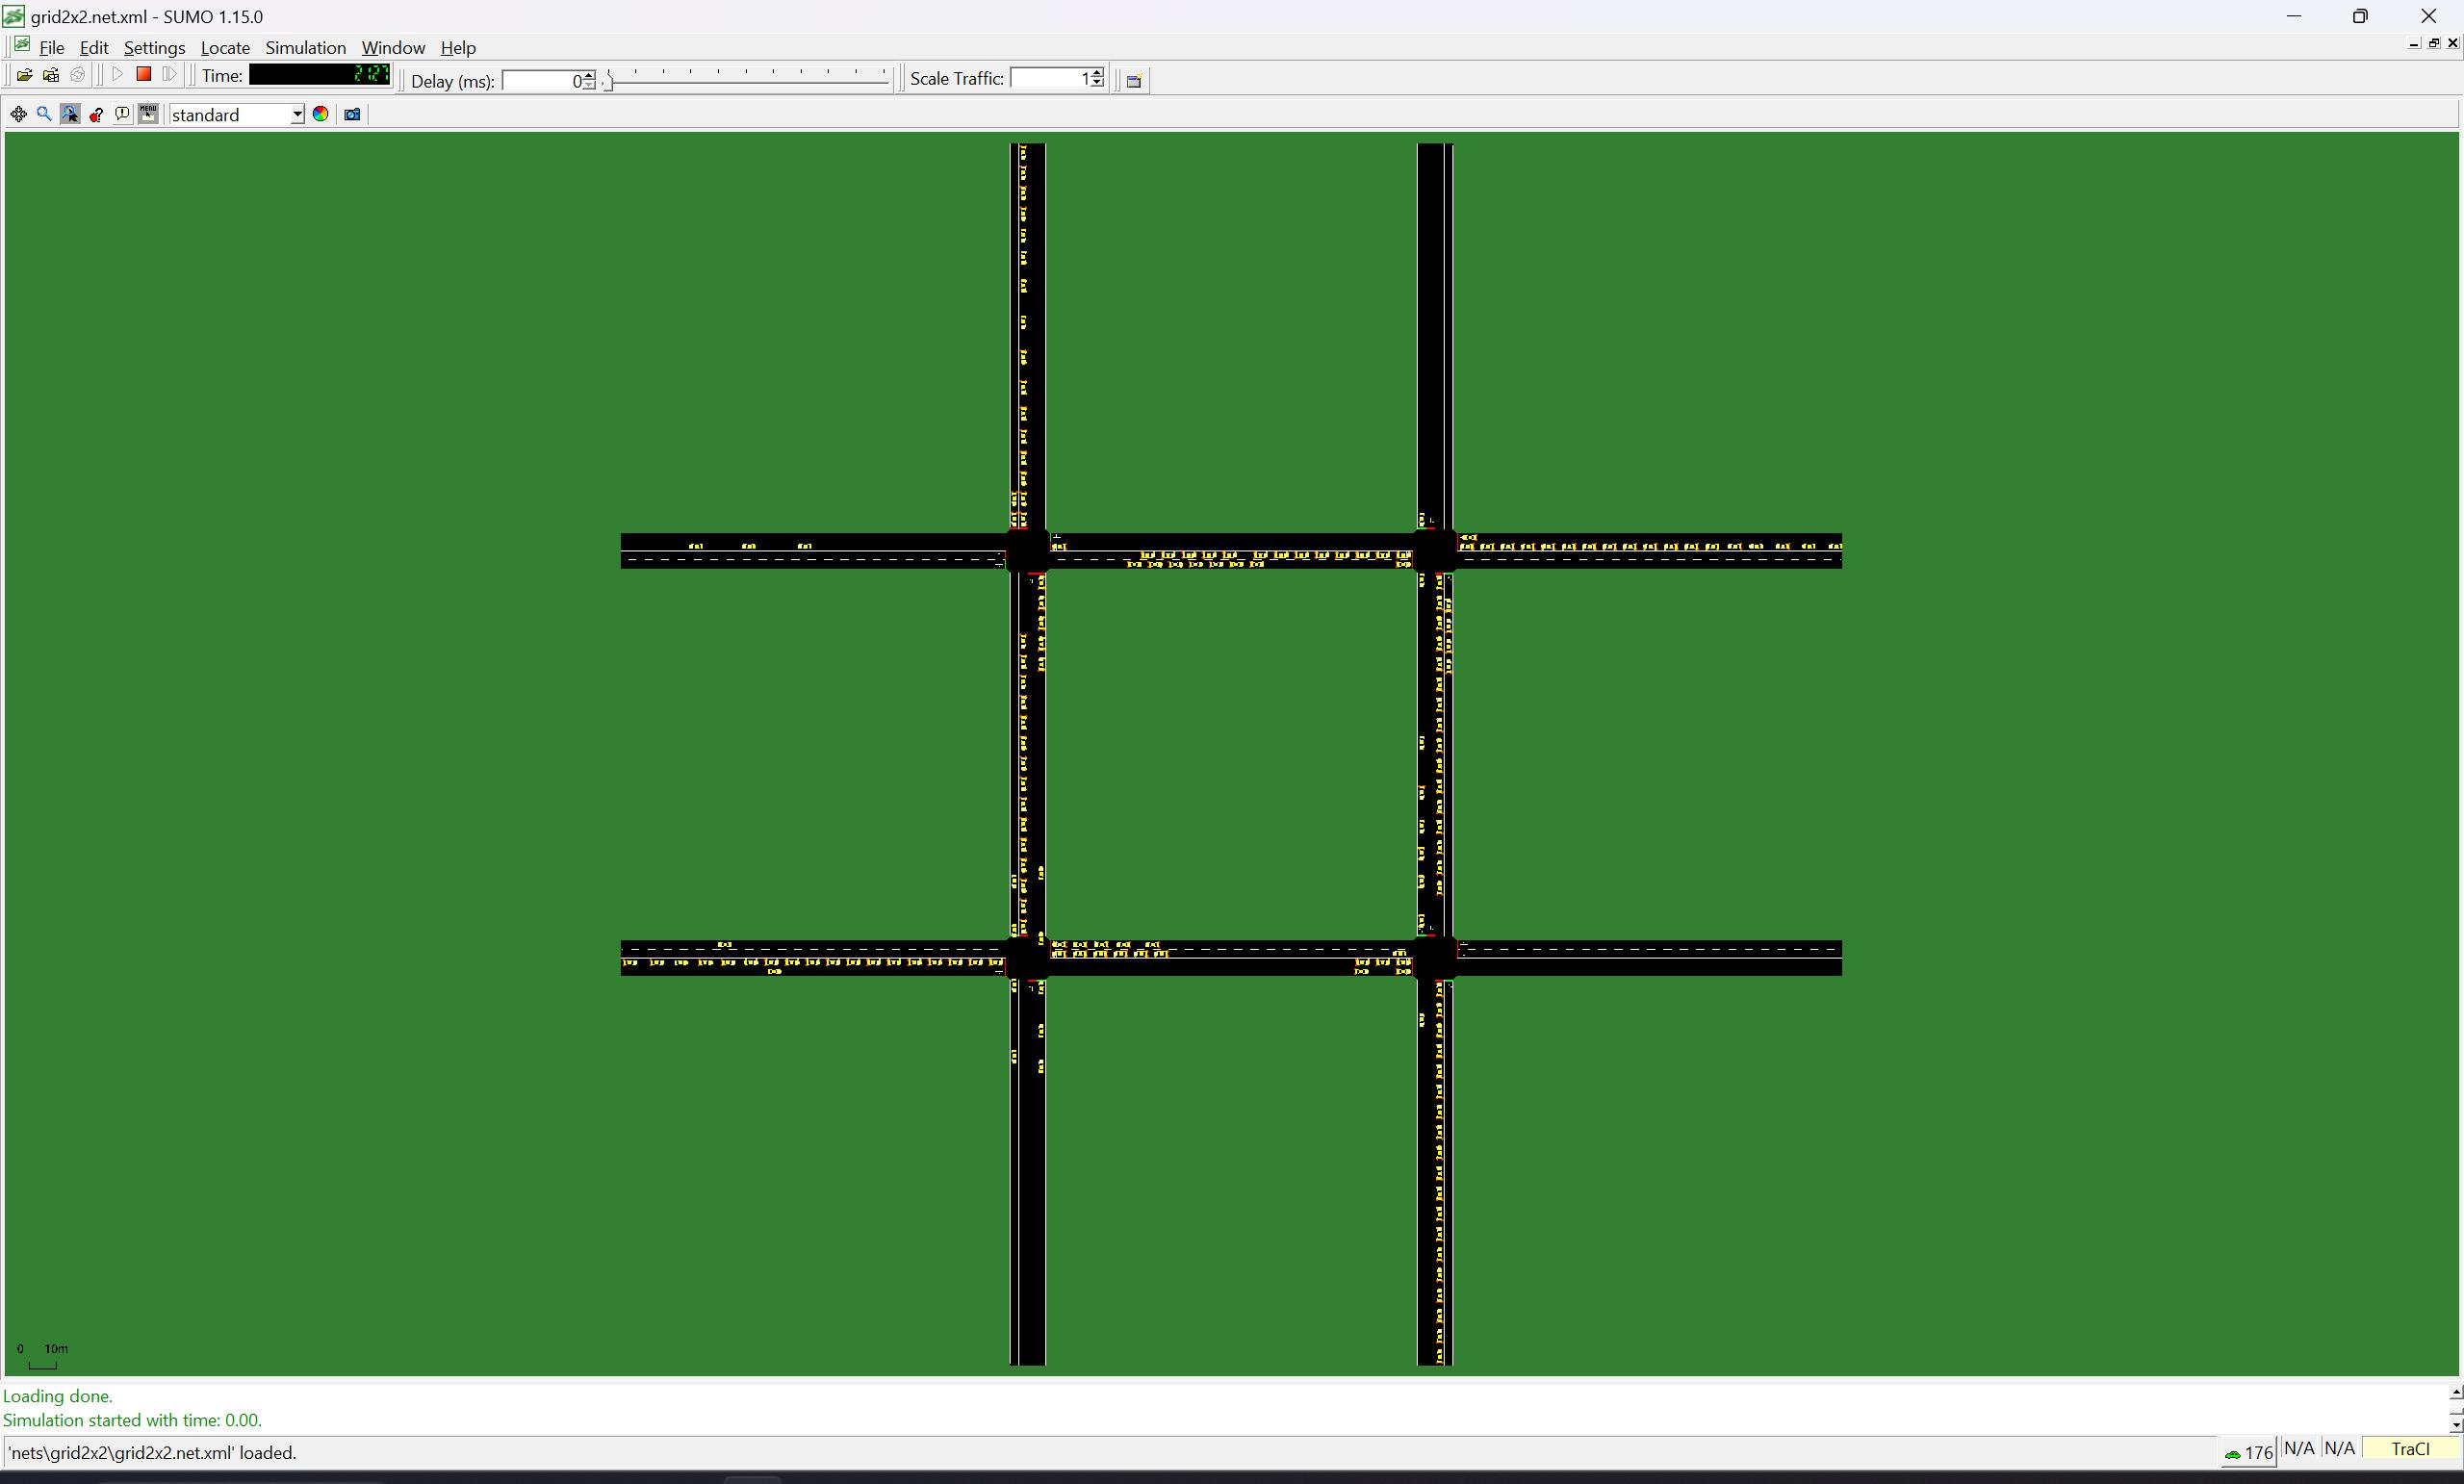 grid2x2.net.xml - SUMO 1.15.0
File Edit Settings Locate Simulation Window Help
Time: 2127 Delay (ms): 0 Scale Traffic: 1
MENU standard
0 10m
Loading done.
Simulation started with time: 0.00.
'nets\grid2x2\grid2x2.net.xml' loaded. 176 N/A N/A TraCI